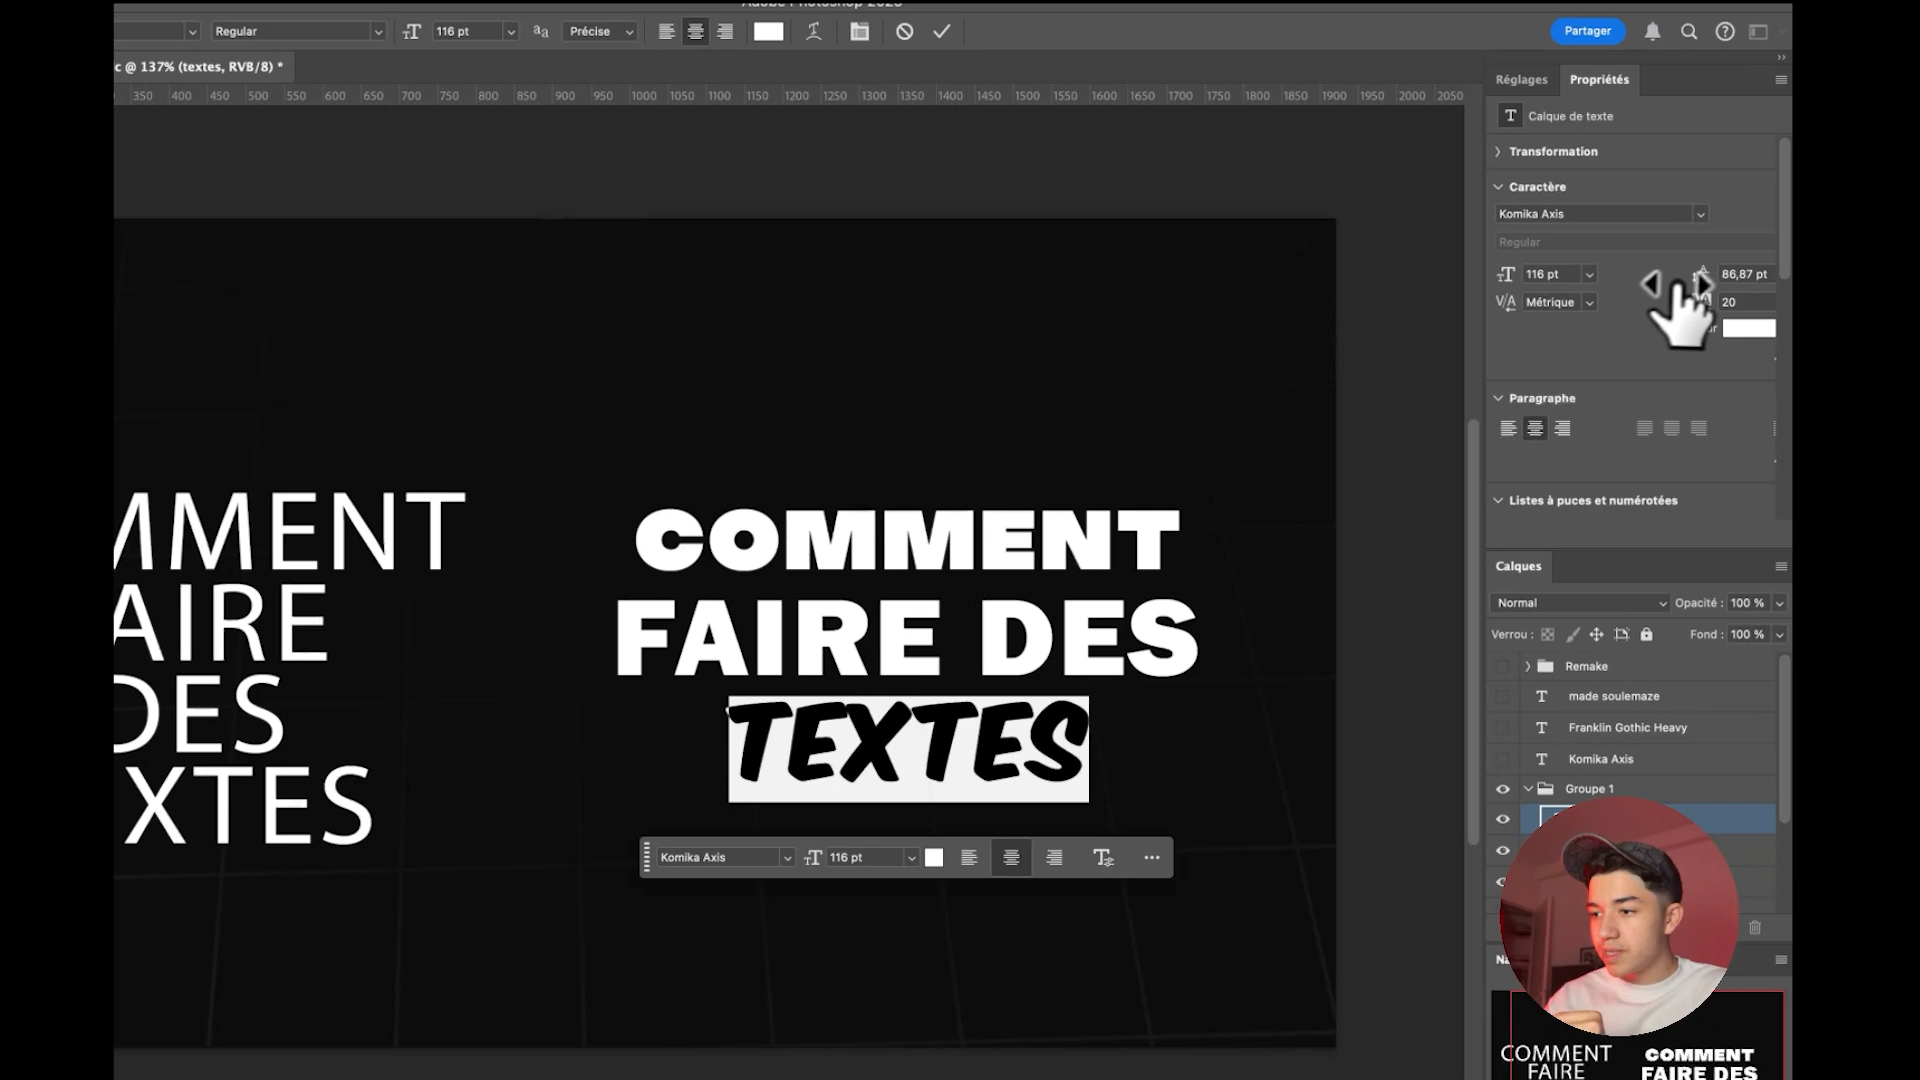 Regular
116 pt
Précise
Partager
c @ 137% (textes, RVB/8) *
350 400 450 500 550 600 650 700 750 800 850 900 950 1000 1050 1100 1150 1200 1250 1300 1350 1400 1450 1500 1550 1600 1650 1700 1750 1800 1850 1900 1950 2000 2050
Réglages
Propriétés
T Calque de texte
Transformation
Caractère
Komika Axis
Regular
116 pt
86,87 pt
Métrique
20
Paragraphe
Listes à puces et numérotées
MMENT
AIRE
DES
EXTES
COMMENT
FAIRE DES
TEXTES
Komika Axis
116 pt
Calques
Normal
Opacité : 100 %
Verrou :
Fond : 100 %
Remake
T made soulemaze
T Franklin Gothic Heavy
T Komika Axis
Groupe 1
COMMENT
FAIRE
COMMENT
FAIRE DES